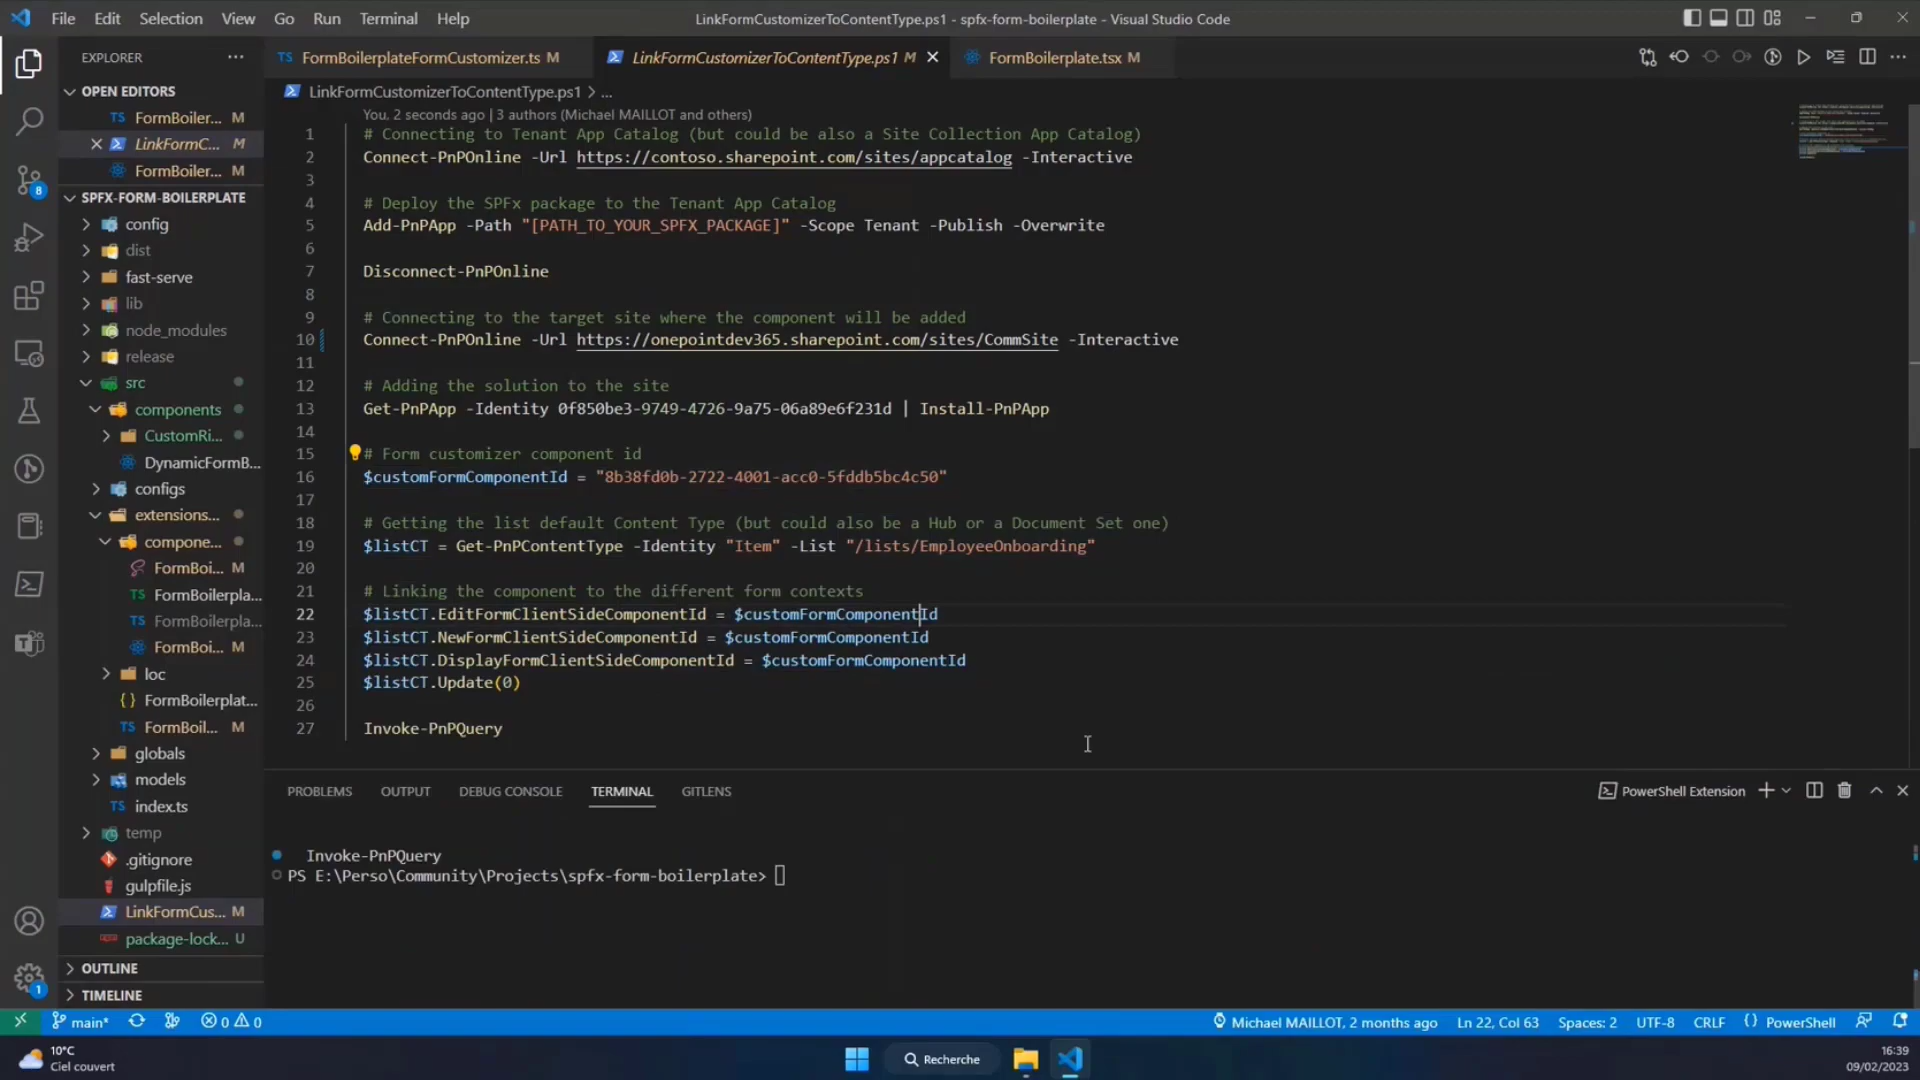 File Edit Selection View Go Run Terminal Help
LinkFormCustomizerToContentType.ps1 - spfx-form-boilerplate - Visual Studio Code
EXPLORER
OPEN EDITORS
TS FormBoiler... M
LinkFormC... M
FormBoiler... M
SPFX-FORM-BOILERPLATE
config
dist
fast-serve
lib
node_modules
release
src
components
CustomRi...
DynamicFormB...
configs
extensions...
compone...
FormBoi... M
TS FormBoilerpla...
TS FormBoilerpla...
FormBoi... M
loc
{} FormBoilerplat...
TS FormBoil... M
globals
models
TS index.ts
temp
.gitignore
gulpfile.js
LinkFormCus... M
package-lock... U
OUTLINE
TIMELINE
8
1
TS FormBoilerplateFormCustomizer.ts M
LinkFormCustomizerToContentType.ps1 M
FormBoilerplate.tsx M
LinkFormCustomizerToContentType.ps1 > ...
You, 2 seconds ago | 3 authors (Michael MAILLOT and others)
1 # Connecting to Tenant App Catalog (but could be also a Site Collection App Catalog)
2 Connect-PnPOnline -Url https://contoso.sharepoint.com/sites/appcatalog -Interactive
3
4 # Deploy the SPFx package to the Tenant App Catalog
5 Add-PnPApp -Path "[PATH_TO_YOUR_SPFX_PACKAGE]" -Scope Tenant -Publish -Overwrite
6
7 Disconnect-PnPOnline
8
9 # Connecting to the target site where the component will be added
10 Connect-PnPOnline -Url https://onepointdev365.sharepoint.com/sites/CommSite -Interactive
11
12 # Adding the solution to the site
13 Get-PnPApp -Identity 0f850be3-9749-4726-9a75-06a89e6f231d | Install-PnPApp
14
15 # Form customizer component id
16 $customFormComponentId = "8b38fd0b-2722-4001-acc0-5fddb5bc4c50"
17
18 # Getting the list default Content Type (but could also be a Hub or a Document Set one)
19 $listCT = Get-PnPContentType -Identity "Item" -List "/lists/EmployeeOnboarding"
20
21 # Linking the component to the different form contexts
22 $listCT.EditFormClientSideComponentId = $customFormComponentId
23 $listCT.NewFormClientSideComponentId = $customFormComponentId
24 $listCT.DisplayFormClientSideComponentId = $customFormComponentId
25 $listCT.Update(0)
26
27 Invoke-PnPQuery
PROBLEMS OUTPUT DEBUG CONSOLE TERMINAL GITLENS
PowerShell Extension
Invoke-PnPQuery
PS E:\Perso\Community\Projects\spfx-form-boilerplate>
main* 0 0
Michael MAILLOT, 2 months ago Ln 22, Col 63 Spaces: 2 UTF-8 CRLF {} PowerShell
10°C
Ciel couvert
Recherche
16:39
09/02/2023